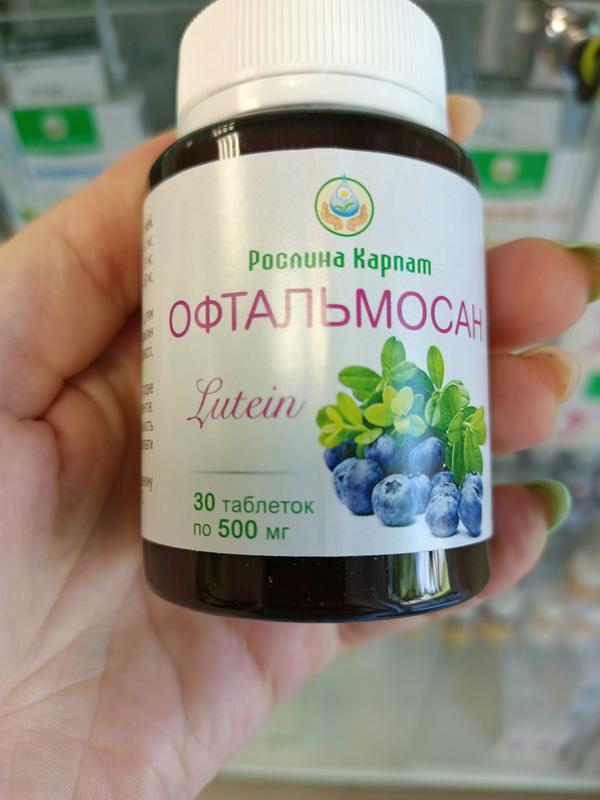 Рослина Карпат
ОФТАЛЬМОСАН
Lutein
30 таблеток
по 500 мг